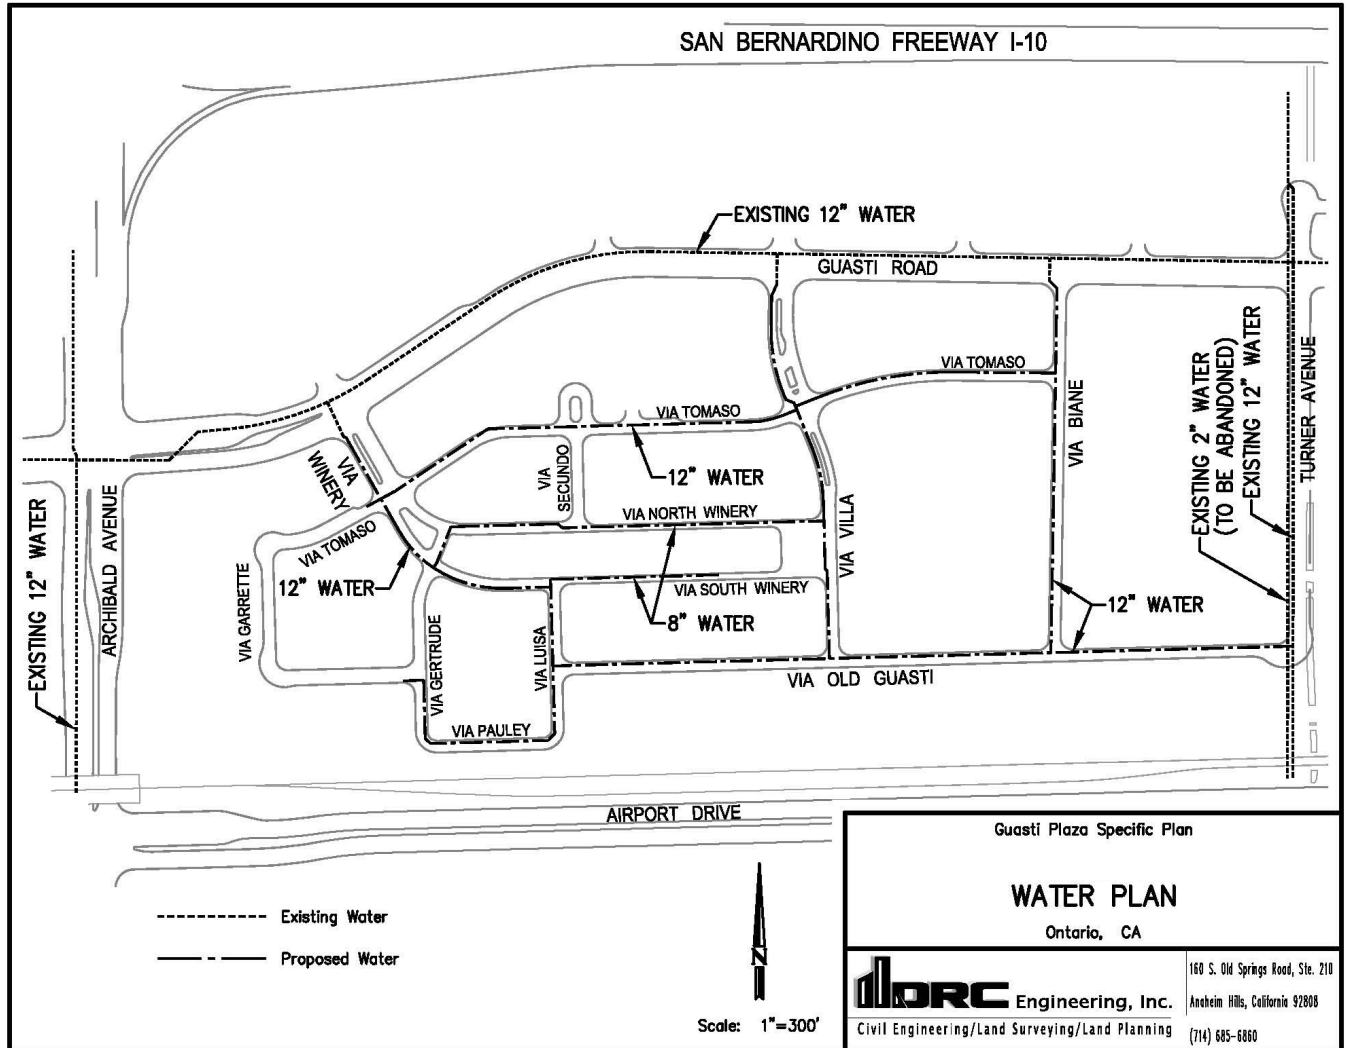 SAN BERNARDINO FREEWAY I-10
EXISTING 12" WATER
GUASTI ROAD
VIA TOMASO
VIA TOMASO
VIA BIANE
EXISTING 2" WATER
(TO BE ABANDONED)
EXISTING 12" WATER
TURNER AVENUE
VIA
WINERY
VIA
SECUNDO
12" WATER
VIA NORTH WINERY
VIA VILLA
EXISTING 12" WATER
ARCHIBALD AVENUE
VIA TOMASO
12" WATER
VIA SOUTH WINERY
8" WATER
12" WATER
VIA GARRETTE
VIA GERTRUDE
VIA LUISA
VIA OLD GUASTI
VIA PAULEY
AIRPORT DRIVE
Existing Water
Proposed Water
N
Scale: 1"=300'
Guasti Plaza Specific Plan
WATER PLAN
Ontario, CA
DRC Engineering, Inc.
Civil Engineering/Land Surveying/Land Planning
160 S. Old Springs Road, Ste. 210
Anaheim Hills, California 92808
(714) 685-6860